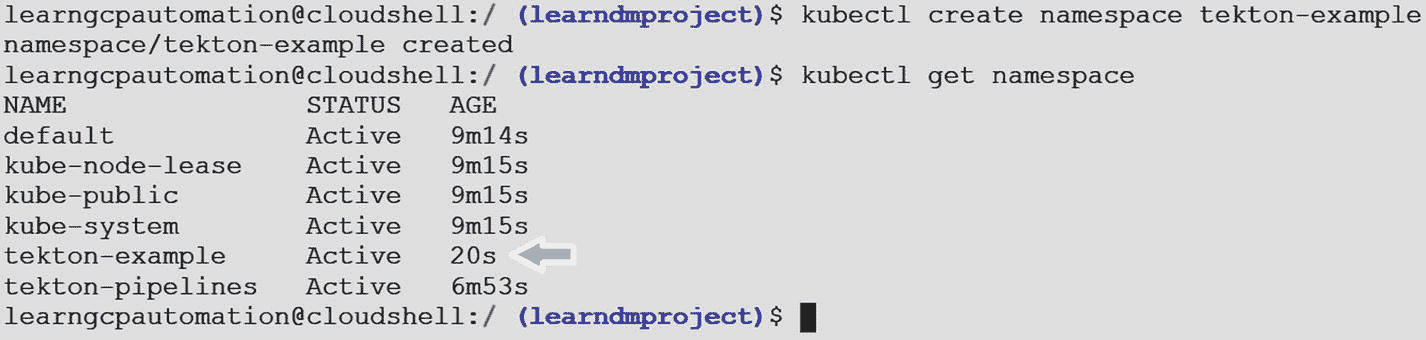 learngcpautomation@cloudshell:/ (learndmproject)$ kubectl create namespace tekton-example
namespace/tekton-example created
learngcpautomation@cloudshell:/ (learndmproject)$ kubectl get namespace
NAME STATUS AGE
default Active 9m14s
kube-node-lease Active 9m15s
kube-public Active 9m15s
kube-system Active 9m15s
tekton-example Active 20s
tekton-pipelines Active 6m53s
learngcpautomation@cloudshell:/ (learndmproject)$